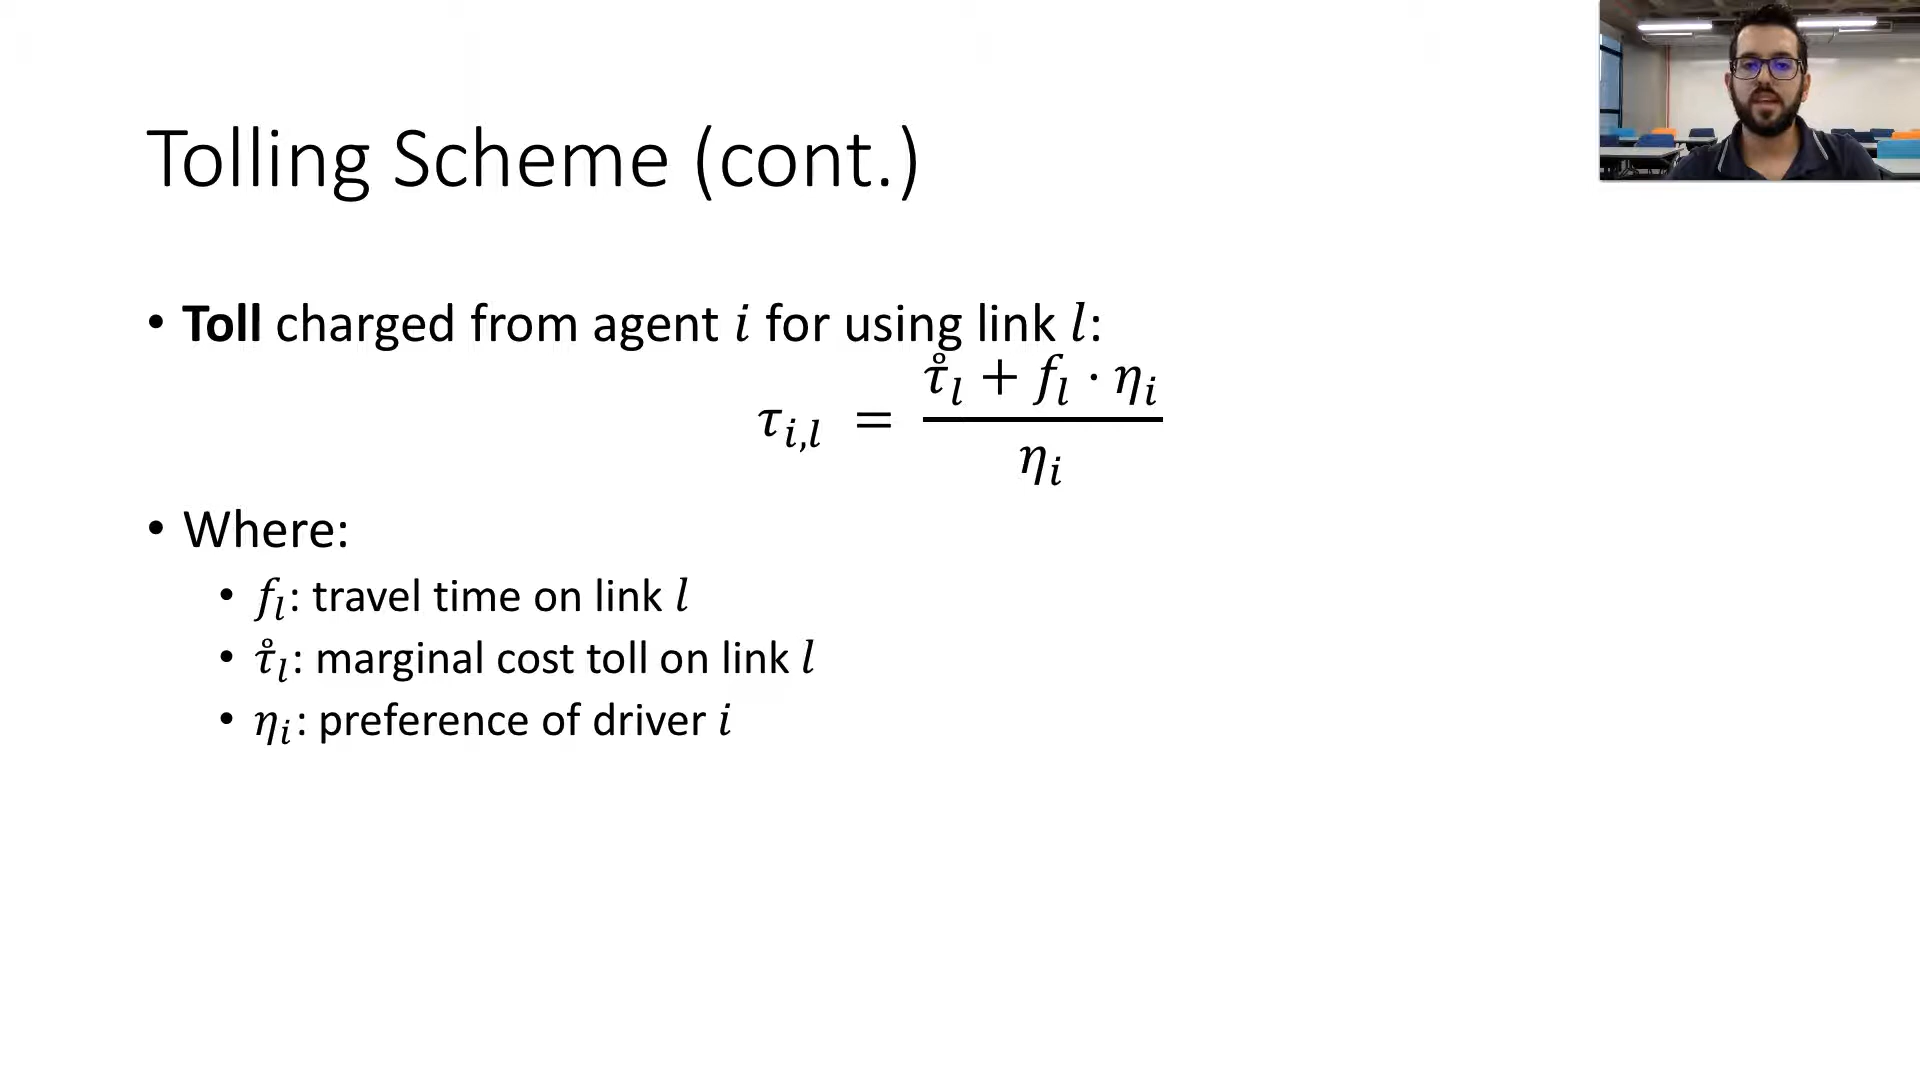 Tolling Scheme (cont.)
• Toll charged from agent i for using link l:
τ_{i,l} = \frac{τ̊_l + f_l · η_i}{η_i}
• Where:
• f_l: travel time on link l
• τ̊_l: marginal cost toll on link l
• η_i: preference of driver i